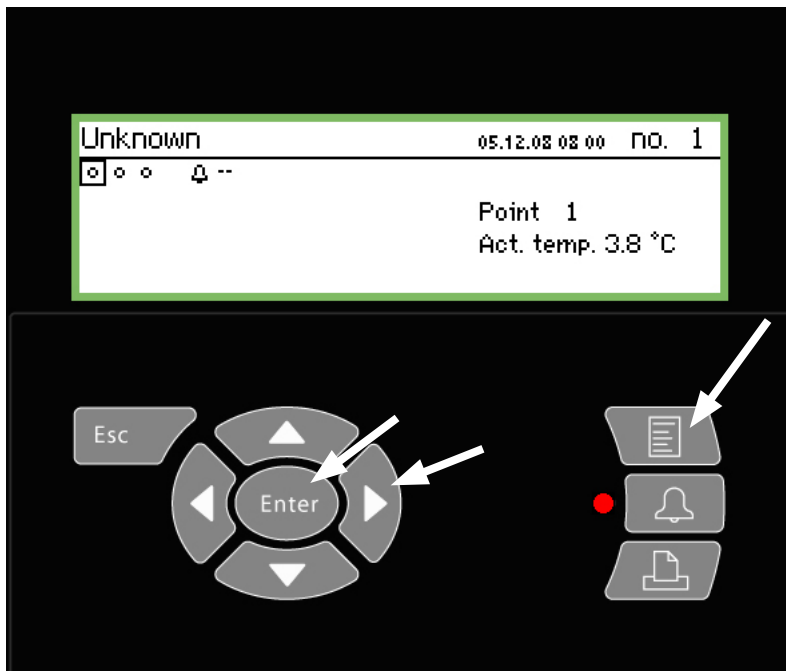 Unknown 05.12.08 08 00 no. 1
--
Point 1
Act. temp. 3.8 °C
Esc
Enter